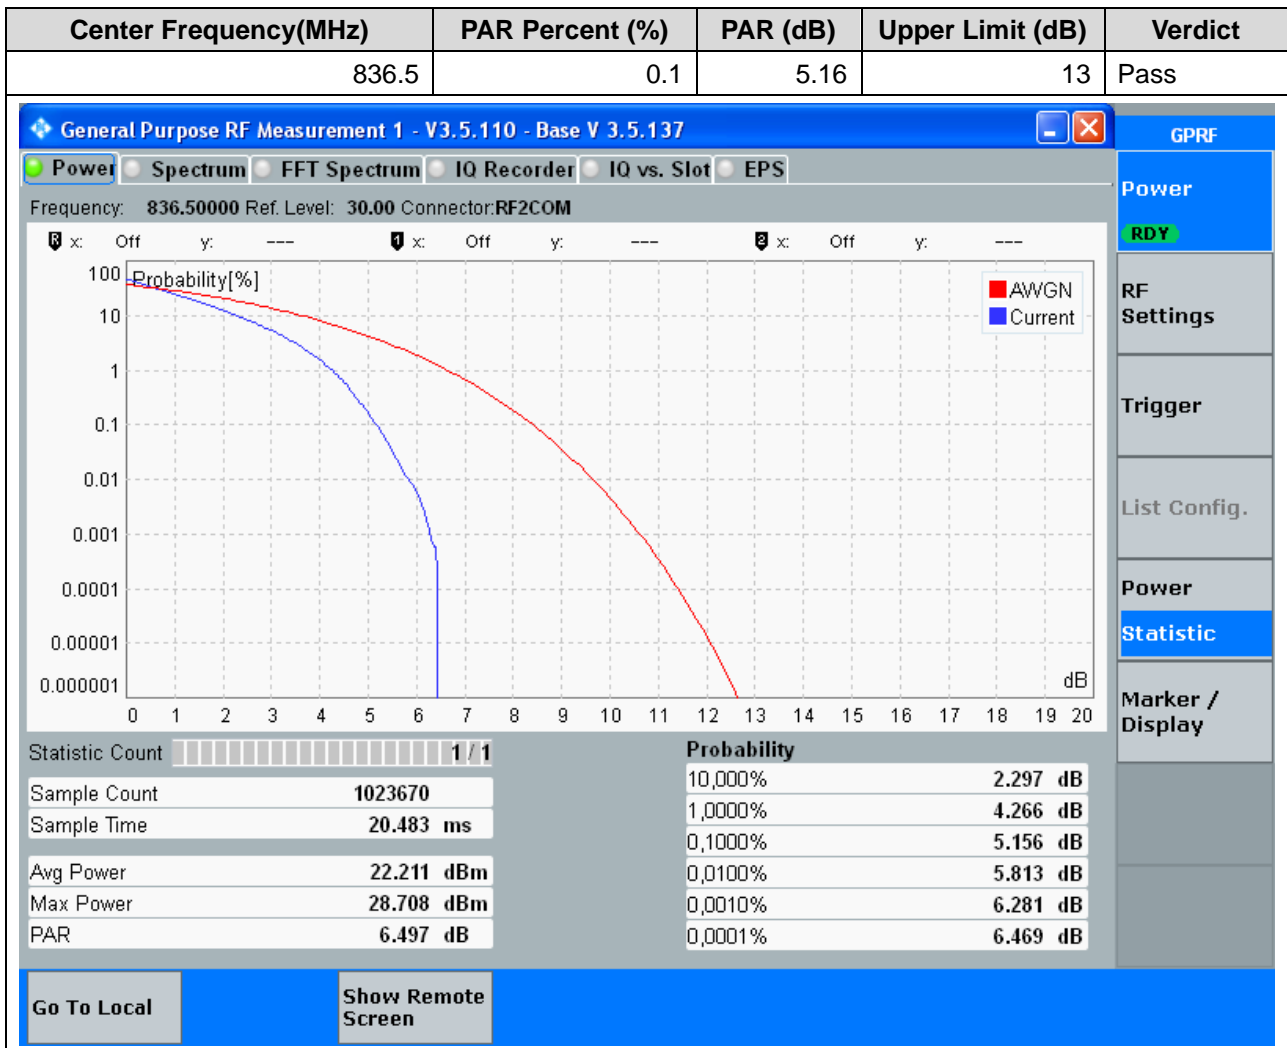 Center Frequency(MHz) PAR Percent (%) PAR (dB) Upper Limit (dB) Verdict
836.5 0.1 5.16 13 Pass
General Purpose RF Measurement 1 - V3.5.110 - Base V 3.5.137
GPRF
Power Spectrum FFT Spectrum IQ Recorder IQ vs. Slot EPS
Power
RDY
Frequency: 836.50000 Ref. Level: 30.00 Connector:RF2COM
R x: Off y: --- 1 x: Off y: --- 2 x: Off y: ---
Probability[%]
AWGN
Current
100
10
1
0.1
0.01
0.001
0.0001
0.00001
0.000001
dB
0 1 2 3 4 5 6 7 8 9 10 11 12 13 14 15 16 17 18 19 20
RF
Settings
Trigger
List Config.
Power
Statistic
Marker /
Display
Statistic Count 1 / 1
Sample Count 1023670
Sample Time 20.483 ms
Avg Power 22.211 dBm
Max Power 28.708 dBm
PAR 6.497 dB
Probability
10,000% 2.297 dB
1,0000% 4.266 dB
0,1000% 5.156 dB
0,0100% 5.813 dB
0,0010% 6.281 dB
0,0001% 6.469 dB
Go To Local
Show Remote
Screen